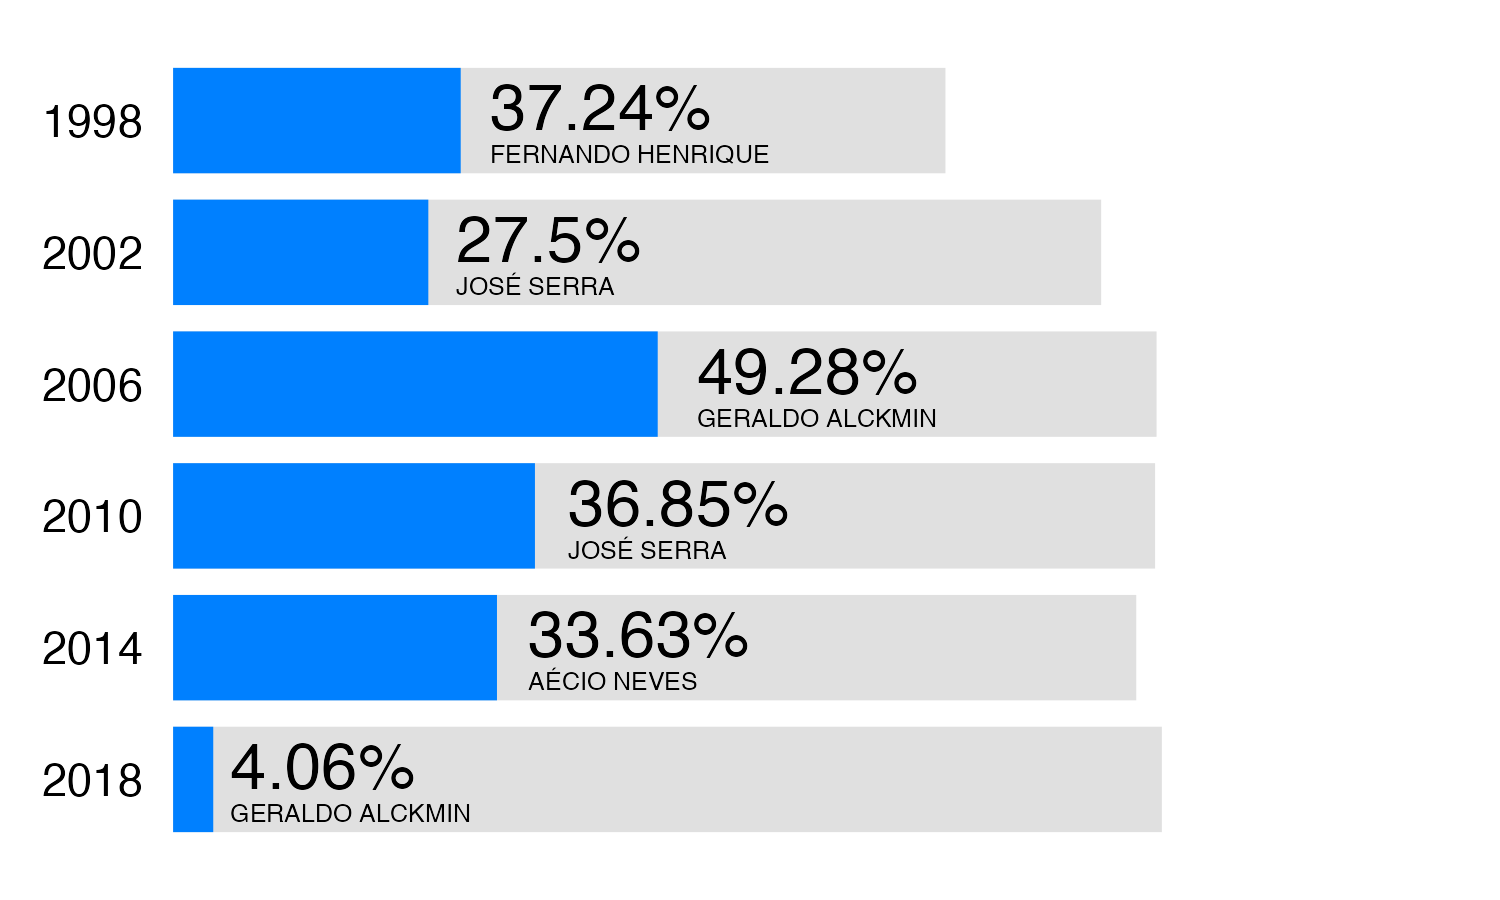 1998
37.24%
FERNANDO HENRIQUE
2002
27.5%
JOSÉ SERRA
2006
49.28%
GERALDO ALCKMIN
2010
36.85%
JOSÉ SERRA
2014
33.63%
AÉCIO NEVES
2018
4.06%
GERALDO ALCKMIN